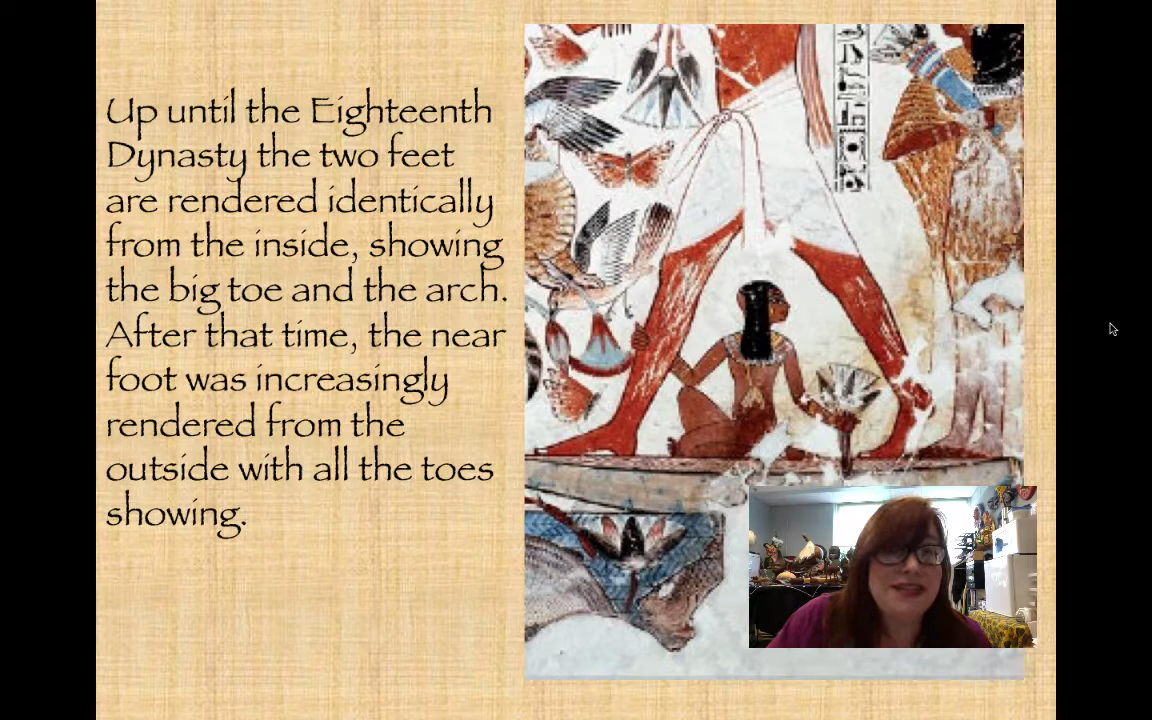 Up until the Eighteenth
Dynasty the two feet
are rendered identically
from the inside, showing
the big toe and the arch.
After that time, the near
foot was increasingly
rendered from the
outside with all the toes
showing.